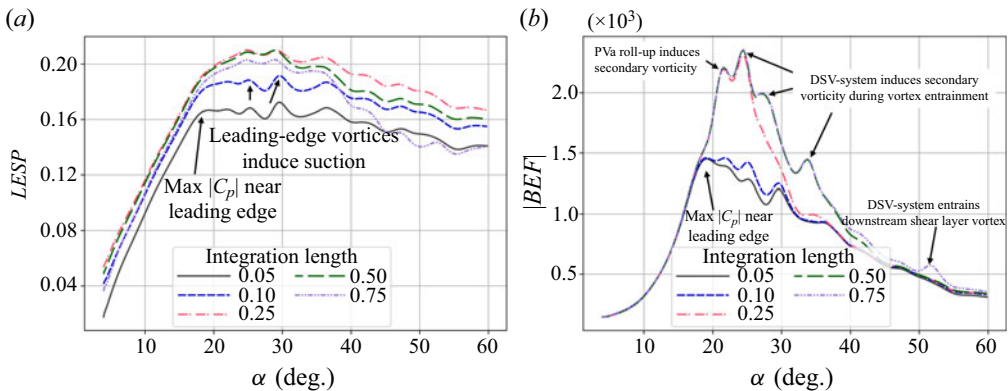 (a)
0.20
0.16
0.12
0.08
0.04
LESP
10 20 30 40 50 60
α (deg.)
Leading-edge vortices
induce suction
Max |Cp| near
leading edge
Integration length
0.05 0.50
0.10 0.75
0.25
(b)
(×10³)
2.0
1.5
1.0
0.5
|BEF|
10 20 30 40 50 60
α (deg.)
PVa roll-up induces
secondary vorticity
DSV-system induces secondary
vorticity during vortex entrainment
Max |Cp| near
leading edge
DSV-system entrains
downstream shear layer vortex
Integration length
0.05 0.50
0.10 0.75
0.25